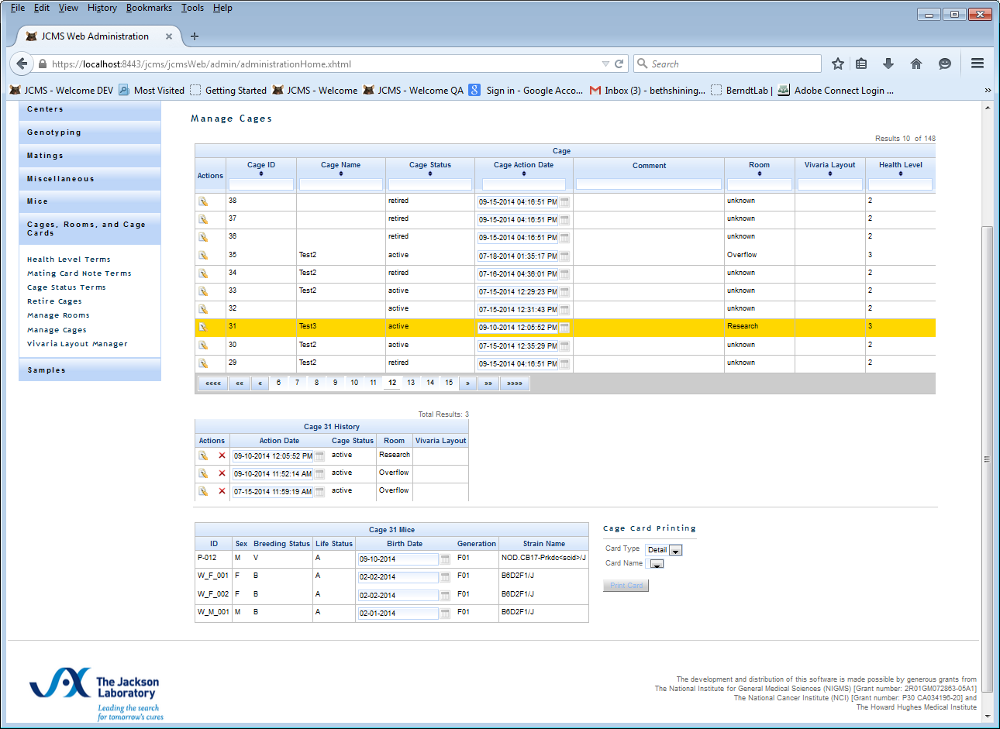 File Edit View History Bookmarks Tools Help
JCMS Web Administration
https://localhost:8443/jcms/jcmsWeb/admin/administrationHome.xhtml
Search
JCMS - Welcome DEV Most Visited Getting Started JCMS - Welcome JCMS - Welcome QA Sign in - Google Acco... Inbox (3) - bethshining... BerndtLab | Adobe Connect Login ... »
Centers
Genotyping
Matings
Miscellaneous
Mice
Cages, Rooms, and Cage
Cards
Health Level Terms
Mating Card Note Terms
Cage Status Terms
Retire Cages
Manage Rooms
Manage Cages
Vivaria Layout Manager
Samples
Manage Cages
Results 10 of 148
Cage
Actions Cage ID Cage Name Cage Status Cage Action Date Comment Room Vivaria Layout Health Level
38 retired 09-15-2014 04:16:51 PM unknown 2
37 retired 09-15-2014 04:16:51 PM unknown 2
36 retired 09-15-2014 04:16:51 PM unknown 2
35 Test2 active 07-18-2014 01:35:17 PM Overflow 3
34 Test2 retired 07-16-2014 04:36:01 PM unknown 2
33 Test2 active 07-15-2014 12:29:23 PM unknown 2
32 active 07-15-2014 12:31:43 PM unknown 2
31 Test3 active 09-10-2014 12:05:52 PM Research 3
30 Test2 active 07-15-2014 12:35:29 PM unknown 2
29 Test2 retired 09-15-2014 04:16:51 PM unknown 2
«««« «« « 6 7 8 9 10 11 12 13 14 15 » »» »»»»
Total Results: 3
Cage 31 History
Actions Action Date Cage Status Room Vivaria Layout
09-10-2014 12:05:52 PM active Research
09-10-2014 11:52:14 AM active Overflow
07-15-2014 11:59:19 AM active Overflow
Cage 31 Mice
ID Sex Breeding Status Life Status Birth Date Generation Strain Name
P-012 M V A 09-10-2014 F01 NOD.CB17-Prkdc<scid>/J
W_F_001 F B A 02-02-2014 F01 B6D2F1/J
W_F_002 F B A 02-02-2014 F01 B6D2F1/J
W_M_001 M B A 02-01-2014 F01 B6D2F1/J
Cage Card Printing
Card Type Detail
Card Name
Print Card
JAX The Jackson
Laboratory
Leading the search
for tomorrow's cures
The development and distribution of this software is made possible by generous grants from
The National Institute for General Medical Sciences (NIGMS) [Grant number: 2R01GM072863-05A1]
The National Cancer Institute (NCI) [Grant number: P30 CA034196-20] and
The Howard Hughes Medical Institute